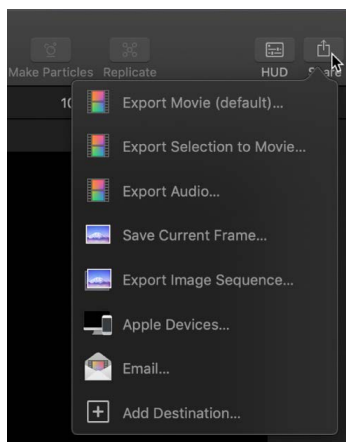 Make Particles Replicate HUD Share
10
Export Movie (default)...
Export Selection to Movie...
Export Audio...
Save Current Frame...
Export Image Sequence...
Apple Devices...
Email...
Add Destination...